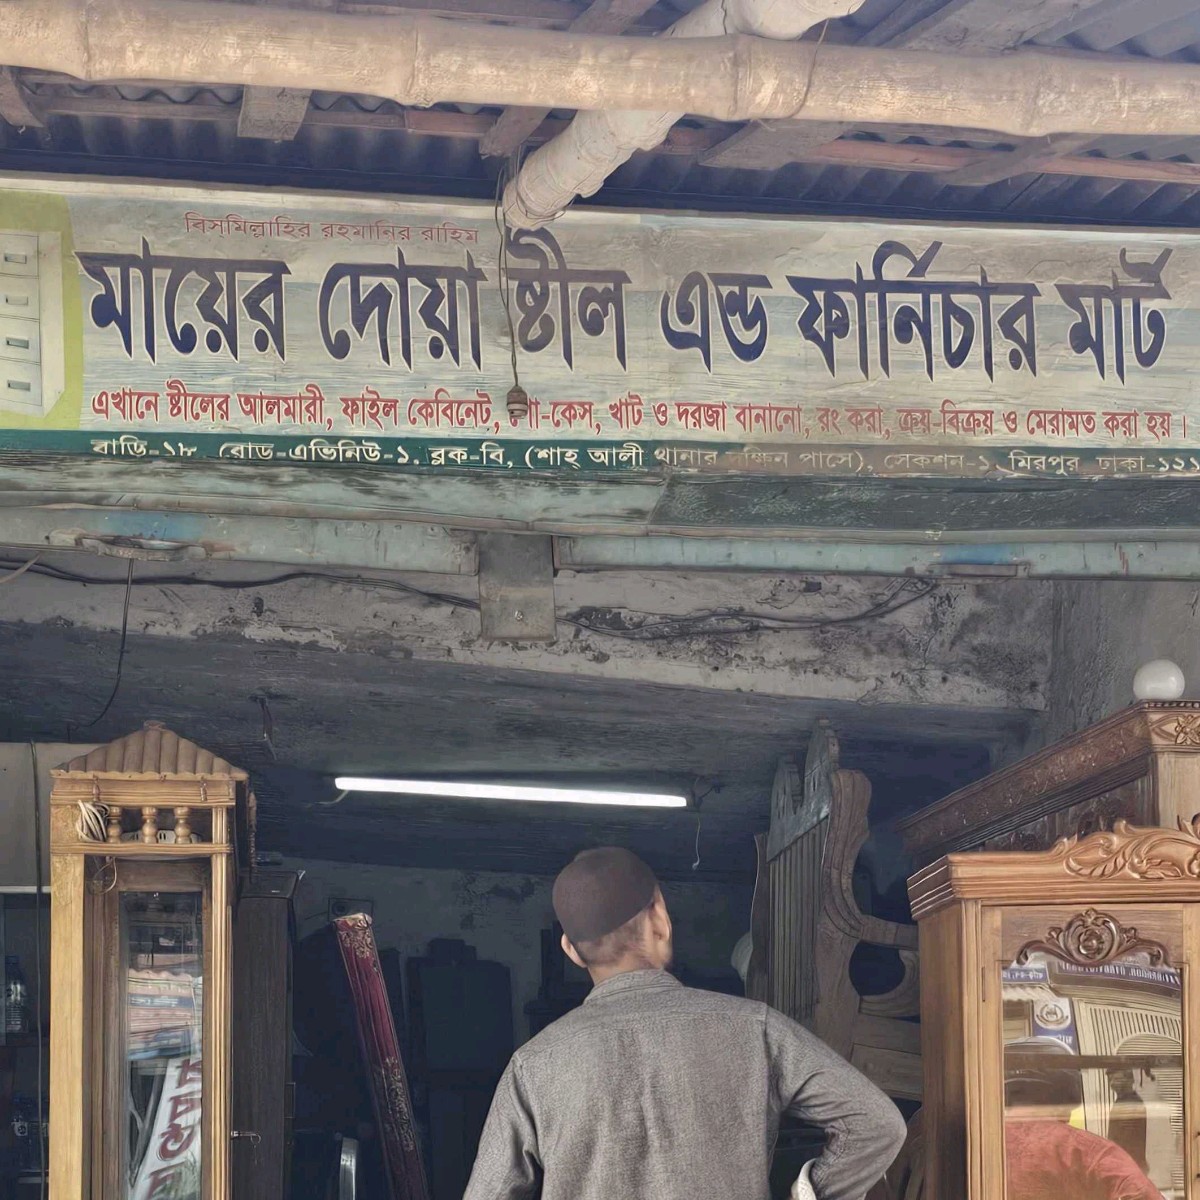 বিস্‌মিল্লাহির রহমানির রাহিম
মায়ের দোয়া ষ্টীল এন্ড ফার্নিচার মার্ট
এখানে ষ্টীলের আলমারী, ফাইল কেবিনেট, শো-কেস, খাট ও দরজা বানানো, রং করা, ক্রয়-বিক্রয় ও মেরামত করা হয়।
বাড়ি-১৮, রোড-এভিনিউ-১, ব্লক-বি, (শাহ্ আলী থানার দক্ষিন পাসে), সেকশন-১, মিরপুর, ঢাকা-১২১